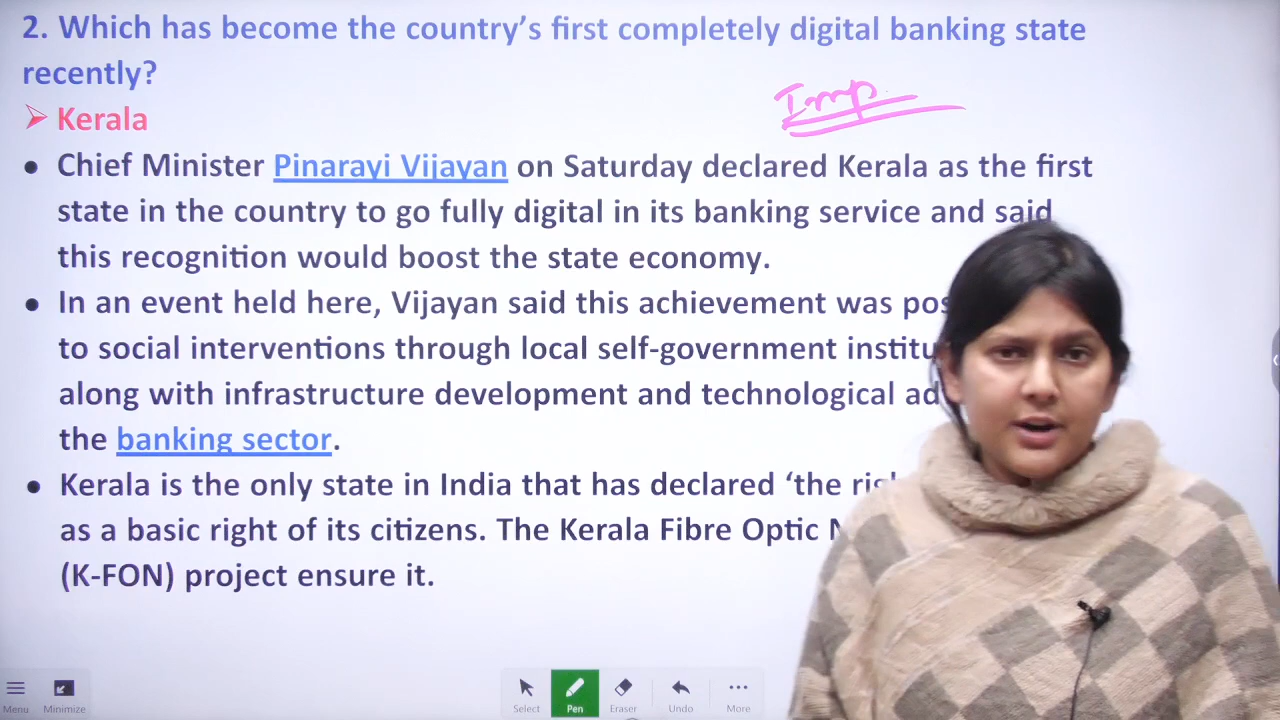 2. Which has become the country's first completely digital banking state
recently?
Imp
➢ Kerala
• Chief Minister Pinarayi Vijayan on Saturday declared Kerala as the first
state in the country to go fully digital in its banking service and said
this recognition would boost the state economy.
• In an event held here, Vijayan said this achievement was pos
to social interventions through local self-government institu
along with infrastructure development and technological ad
the banking sector.
• Kerala is the only state in India that has declared ‘the rig
as a basic right of its citizens. The Kerala Fibre Optic N
(K-FON) project ensure it.
Menu Minimize Select Pen Eraser Undo More